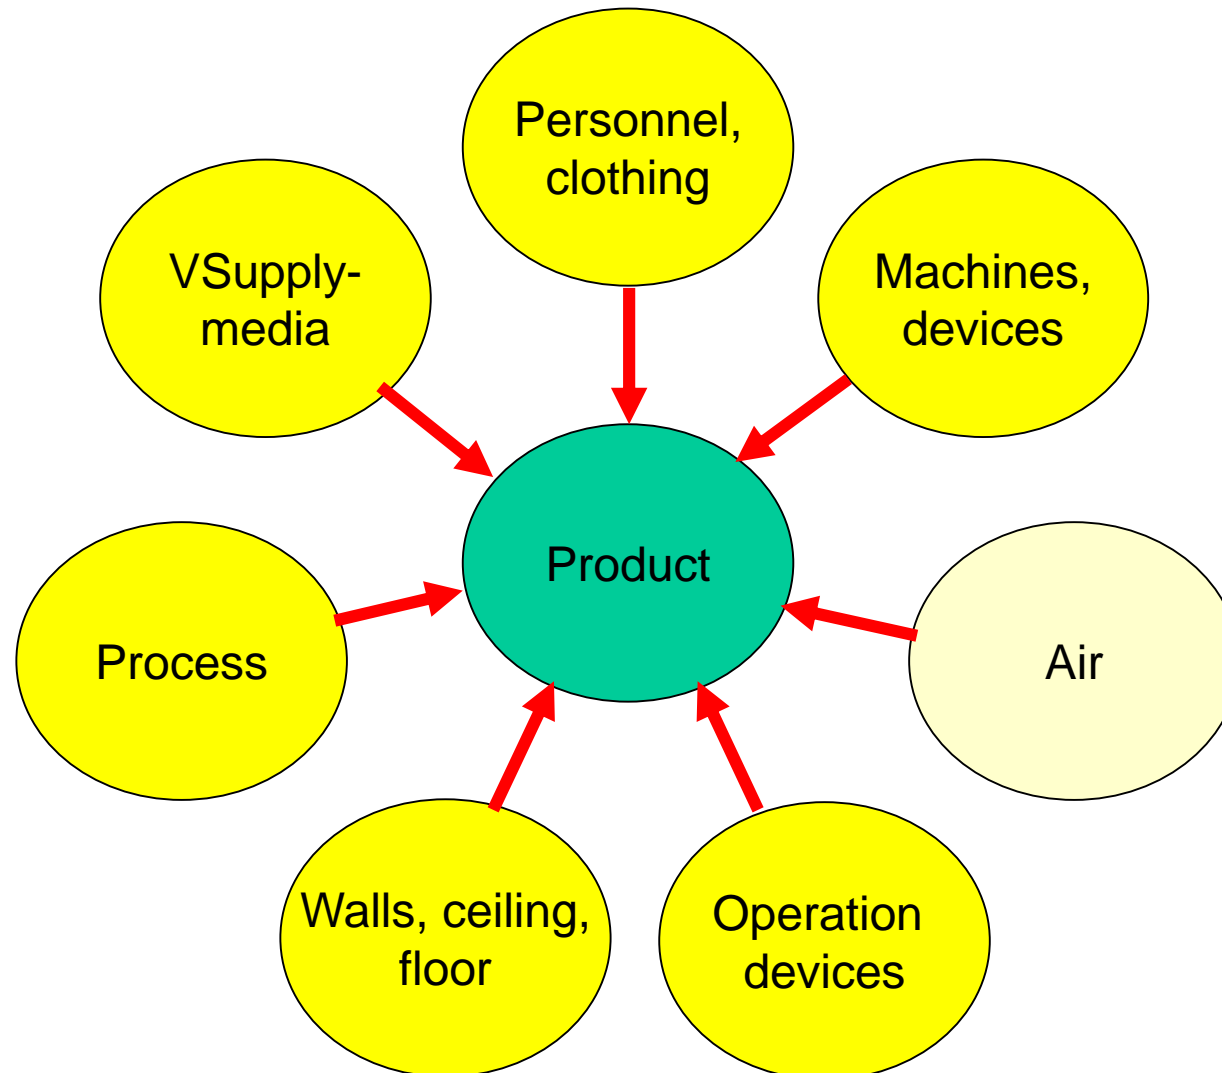 Personnel,
clothing
VSupply-
media
Machines,
devices
Product
Process
Air
Walls, ceiling,
floor
Operation
devices